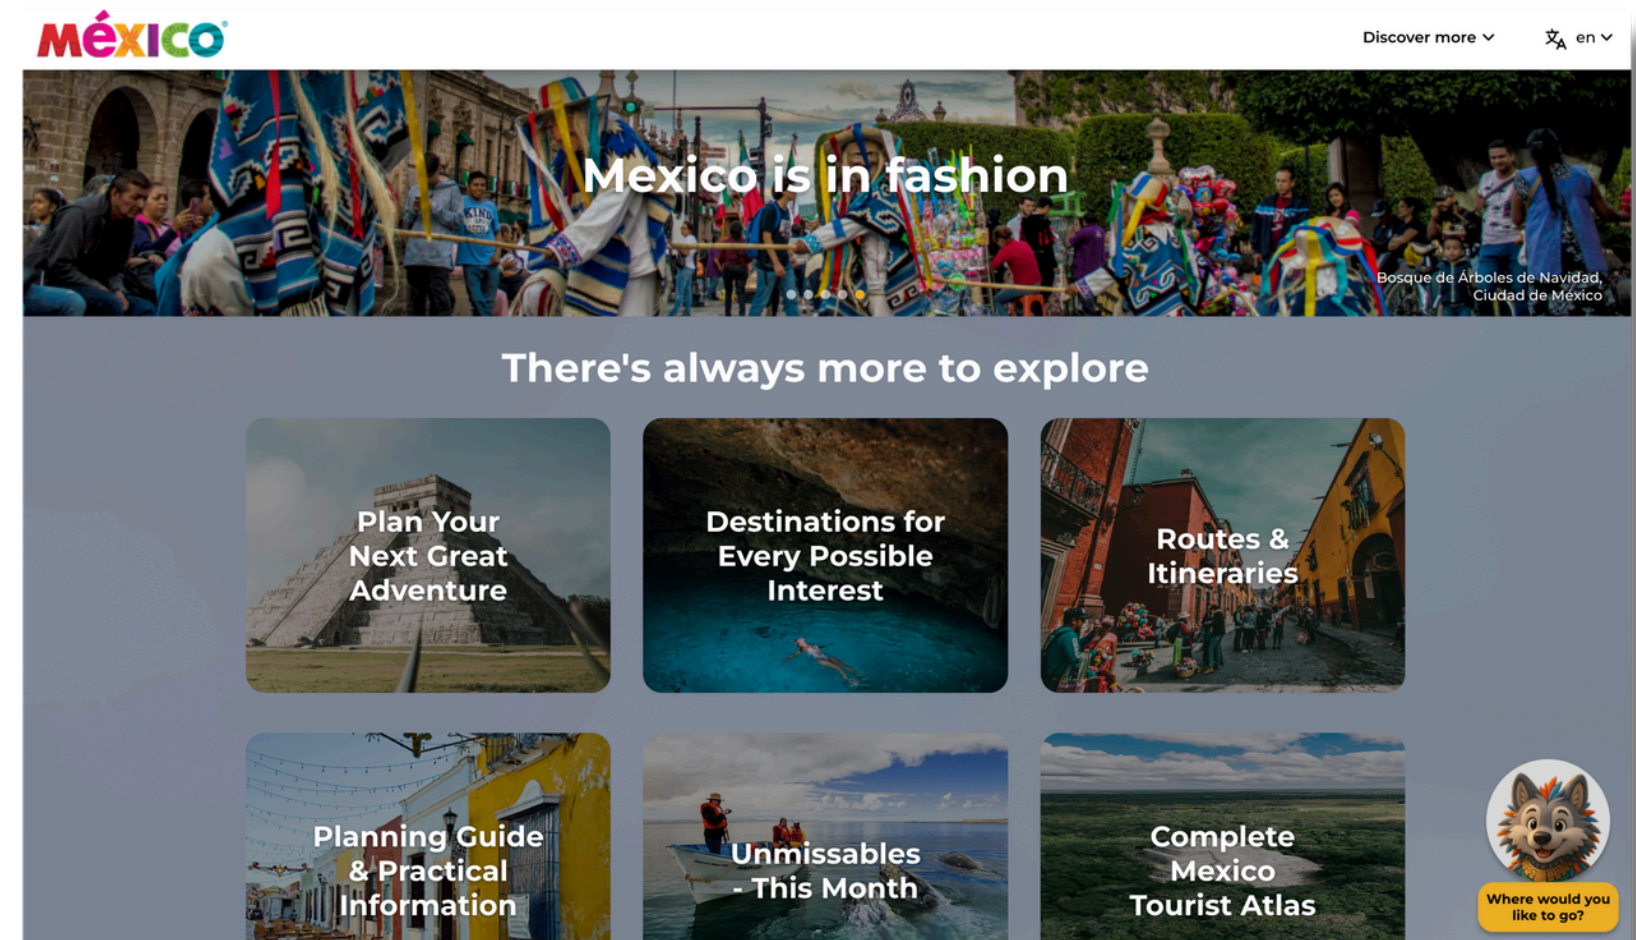 México
Discover more
en
Mexico is in fashion
KIND
Bosque de Árboles de Navidad,
Ciudad de México
There's always more to explore
Plan Your
Next Great
Adventure
Destinations for
Every Possible
Interest
Routes &
Itineraries
Planning Guide
& Practical
Information
Unmissables
- This Month
Complete
Mexico
Tourist Atlas
Where would you
like to go?